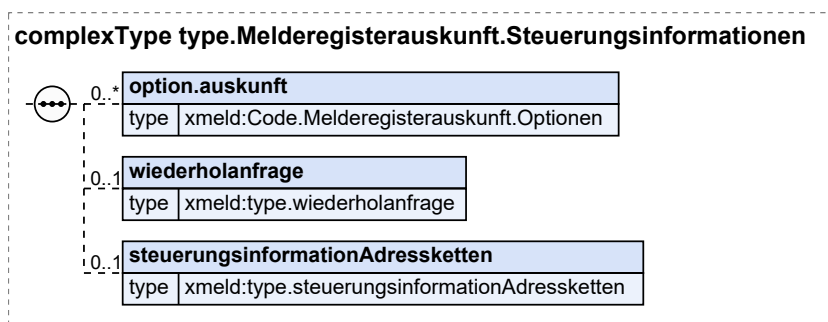 complexType type.Melderegisterauskunft.Steuerungsinformationen
0..* option.auskunft
type xmeld:Code.Melderegisterauskunft.Optionen
0..1 wiederholanfrage
type xmeld:type.wiederholanfrage
0..1 steuerungsinformationAdressketten
type xmeld:type.steuerungsinformationAdressketten